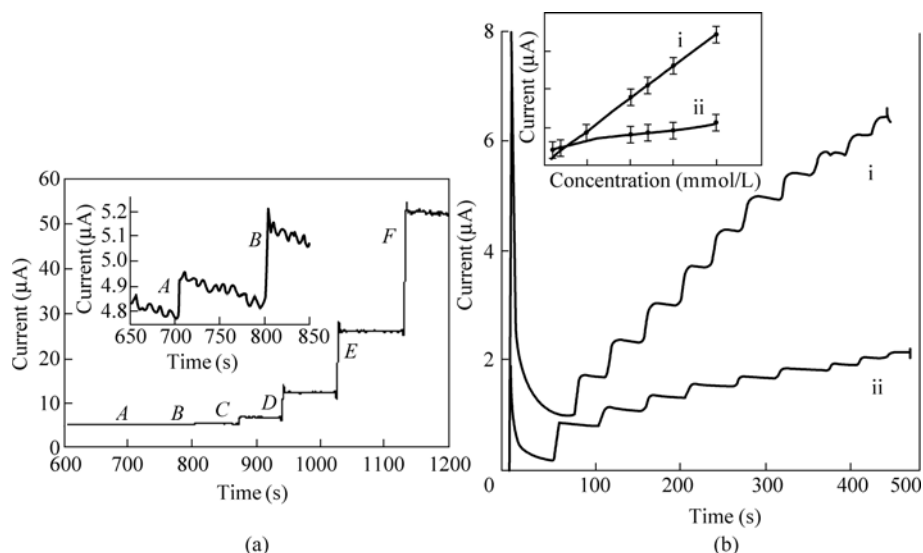 60
50
40
30
20
10
0
600 700 800 900 1000 1100 1200
Current (μA)
Time (s)
A B C D E F
5.2
5.1
4.9
4.8
650 700 750 800 850
Current (μA)
Time (s)
A B
(a)
8
6
4
2
0 100 200 300 400 500
Current (μA)
Time (s)
i
ii
Current (μA)
Concentration (mmol/L)
i
ii
(b)